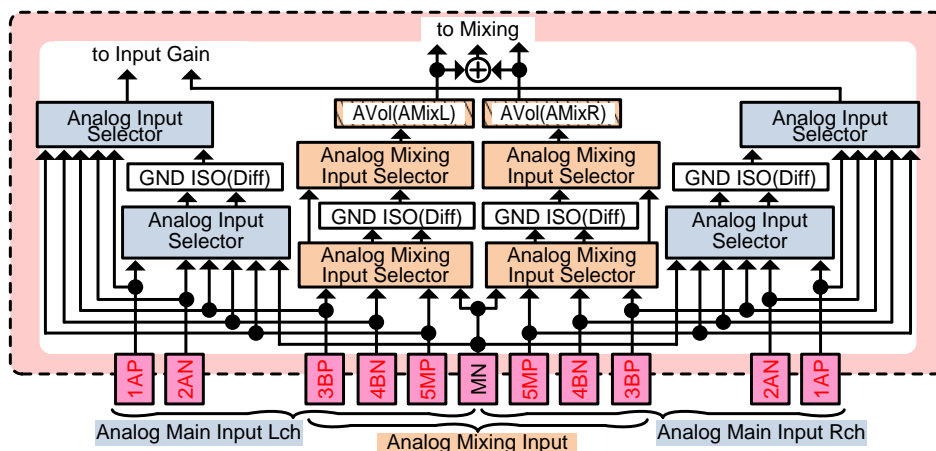 to Mixing
to Input Gain
AVol(AMixL)
AVol(AMixR)
Analog Input
Selector
Analog Mixing
Input Selector
Analog Mixing
Input Selector
Analog Input
Selector
GND ISO(Diff)
GND ISO(Diff)
GND ISO(Diff)
GND ISO(Diff)
Analog Input
Selector
Analog Mixing
Input Selector
Analog Mixing
Input Selector
Analog Input
Selector
1AP
2AN
3BP
4BN
5MP
MN
5MP
4BN
3BP
2AN
1AP
Analog Main Input Lch
Analog Mixing Input
Analog Main Input Rch